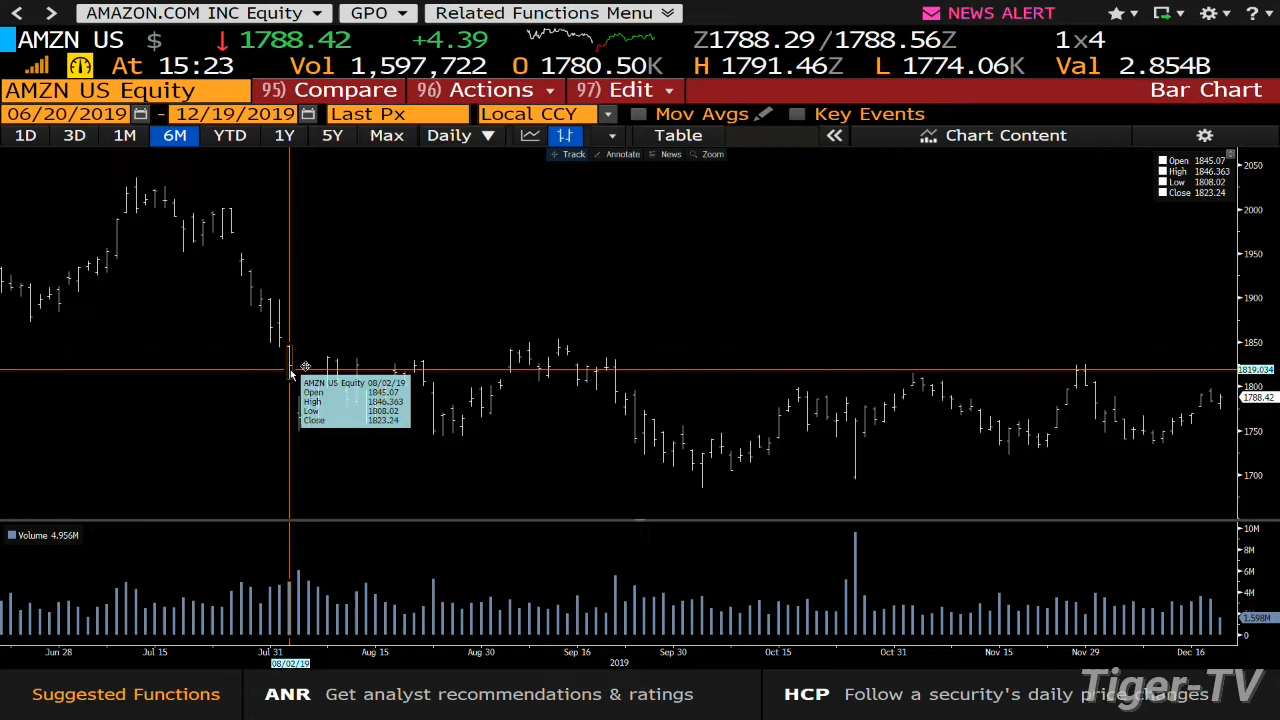 AMAZON.COM INC Equity GPO Related Functions Menu NEWS ALERT ?
AMZN US $ ↓ 1788.42 +4.39 Z1788.29/1788.56Z 1x4
At 15:23 Vol 1,597,722 O 1780.50K H 1791.46Z L 1774.06K Val 2.854B
AMZN US Equity 95) Compare 96) Actions 97) Edit Bar Chart
06/20/2019 - 12/19/2019 Last Px Local CCY Mov Avgs Key Events
1D 3D 1M 6M YTD 1Y 5Y Max Daily ▼ Table « Chart Content
Track Annotate News Zoom
Open 1845.07
High 1846.363
Low 1808.02
Close 1823.24
2050
2000
1950
1900
1850
1819.034
1800
1788.42
1750
1700
AMZN US Equity 08/02/19
Open 1845.07
High 1846.363
Low 1808.02
Close 1823.24
Volume 4.956M
10M
8M
6M
4M
1.598M
0
Jun 28 Jul 15 Jul 31 Aug 15 Aug 30 Sep 16 Sep 30 Oct 15 Oct 31 Nov 15 Nov 29 Dec 16
08/02/19 2019
Suggested Functions ANR Get analyst recommendations & ratings HCP Follow a security's daily price changes
Tiger-TV